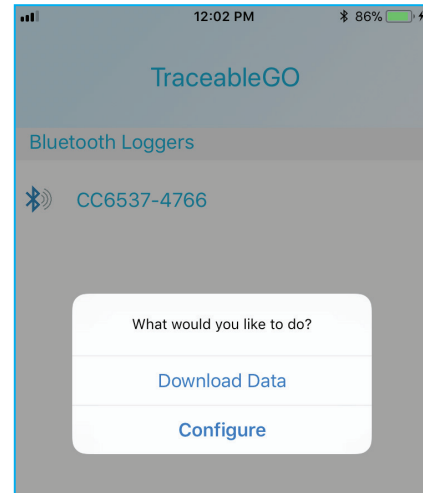 12:02 PM 86%
TraceableGO
Bluetooth Loggers
CC6537-4766
What would you like to do?
Download Data
Configure